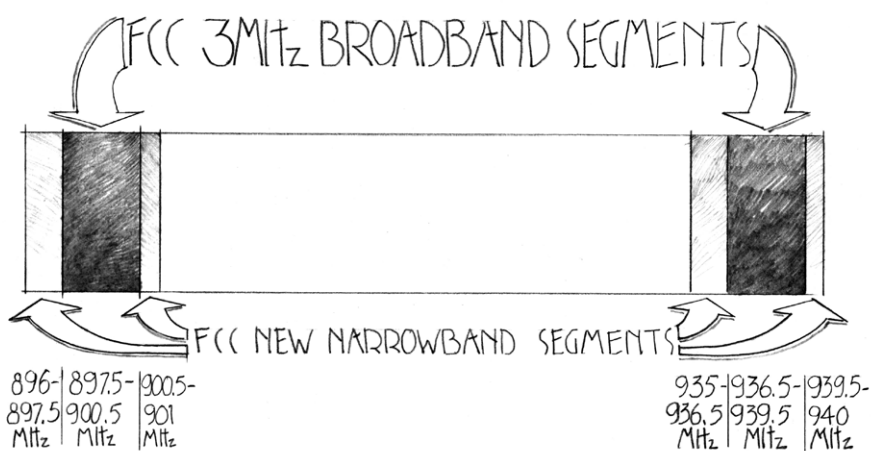 FCC 3MHz BROADBAND SEGMENTS
FCC NEW NARROWBAND SEGMENTS
896-
897.5
MHz
897.5-
900.5
MHz
900.5-
901
MHz
935-
936.5
MHz
936.5-
939.5
MHz
939.5-
940
MHz